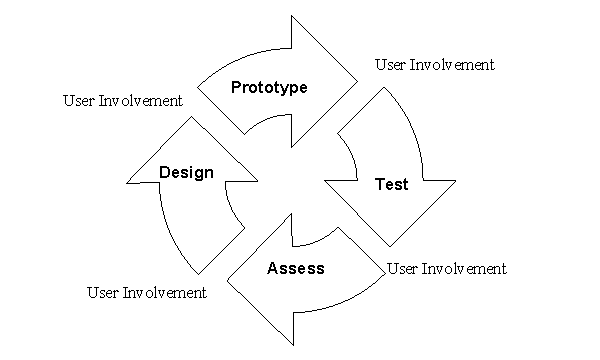 User Involvement
Prototype
User Involvement
Design
Test
Assess
User Involvement
User Involvement